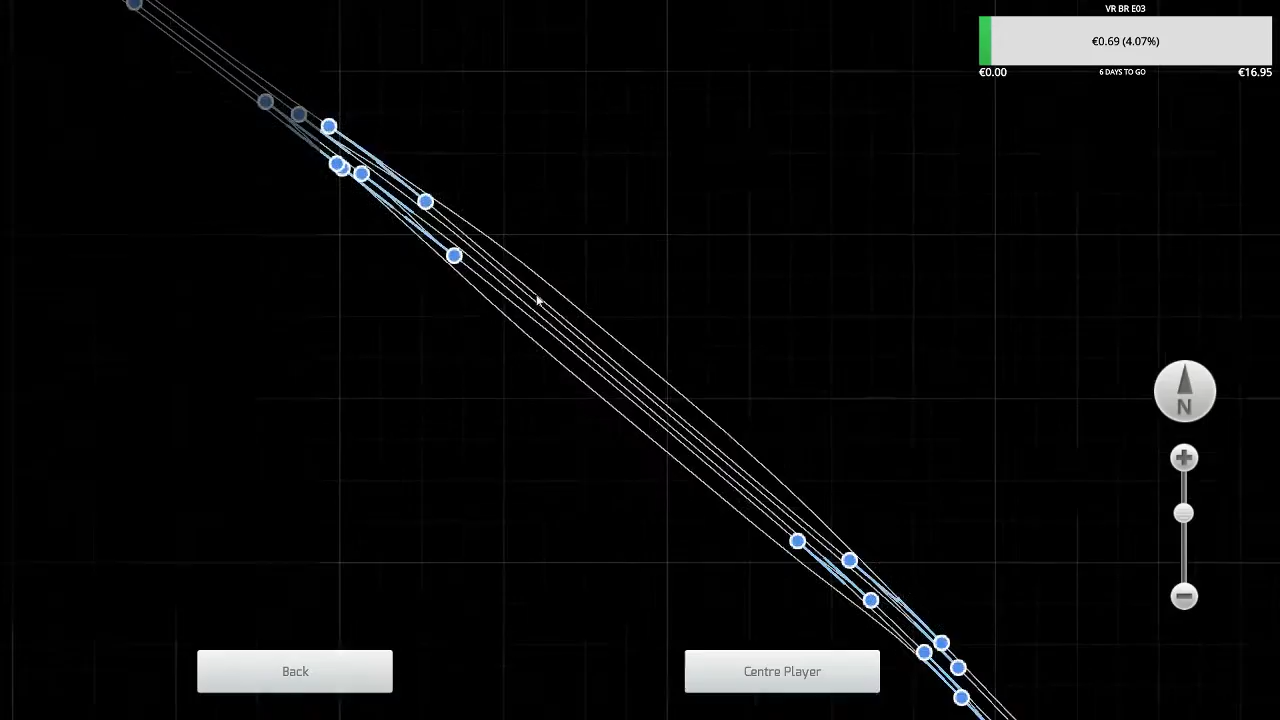 VR BR E03
€0.69 (4.07%)
€0.00
6 DAYS TO GO
€16.95
N
Back
Centre Player